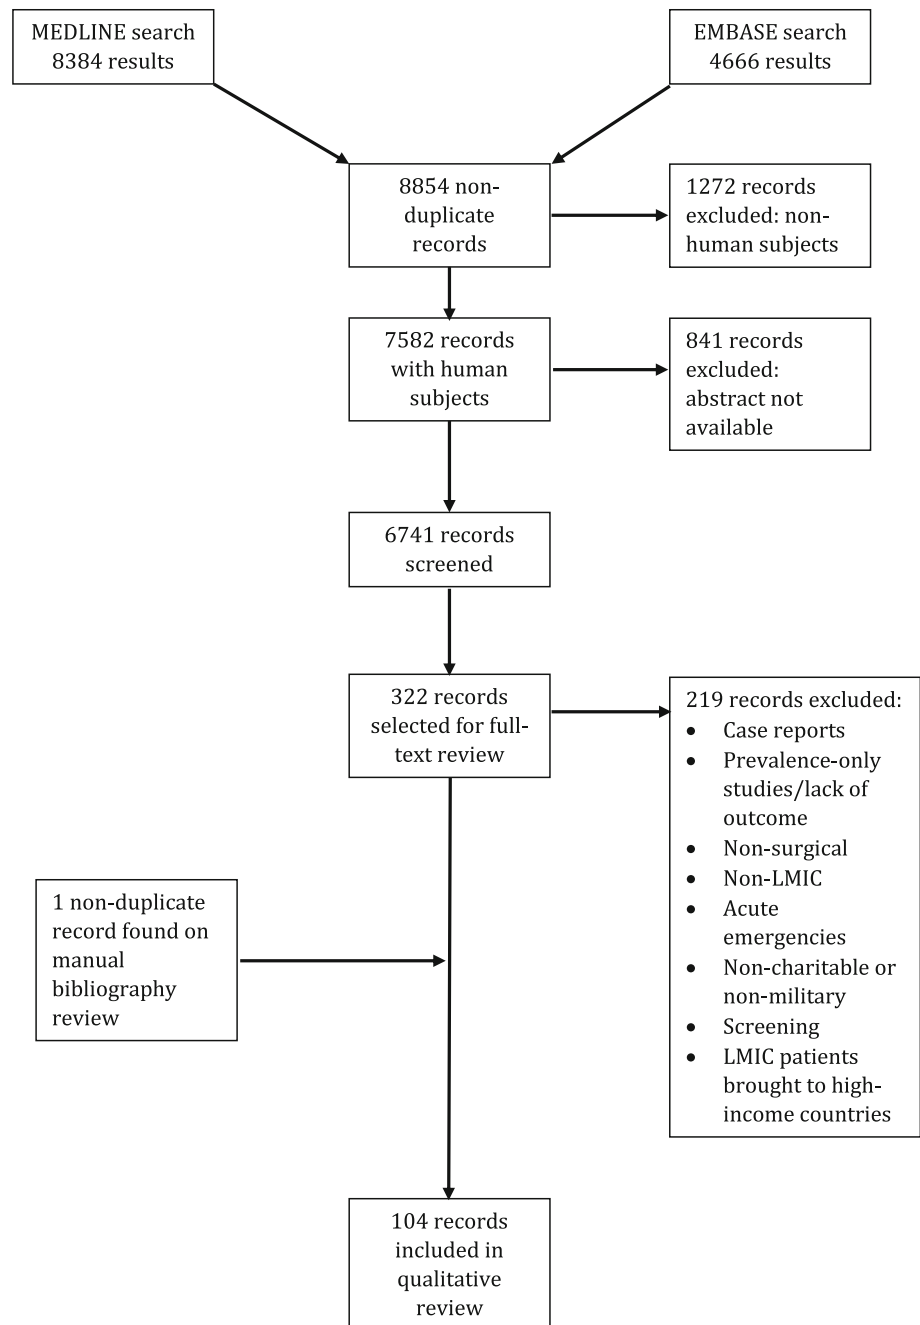 MEDLINE search
8384 results
EMBASE search
4666 results
8854 non-
duplicate
records
1272 records
excluded: non-
human subjects
7582 records
with human
subjects
841 records
excluded:
abstract not
available
6741 records
screened
322 records
selected for full-
text review
219 records excluded:
• Case reports
• Prevalence-only
studies/lack of
outcome
• Non-surgical
• Non-LMIC
• Acute
emergencies
• Non-charitable or
non-military
• Screening
• LMIC patients
brought to high-
income countries
1 non-duplicate
record found on
manual
bibliography
review
104 records
included in
qualitative
review